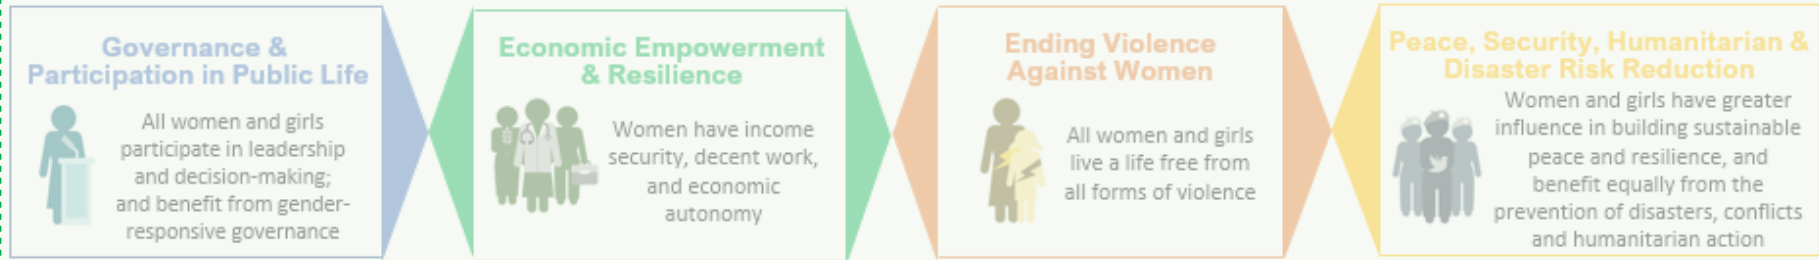 Governance &
Participation in Public Life
All women and girls
participate in leadership
and decision-making;
and benefit from gender-
responsive governance
Economic Empowerment
& Resilience
Women have income
security, decent work,
and economic
autonomy
Ending Violence
Against Women
All women and girls
live a life free from
all forms of violence
Peace, Security, Humanitarian &
Disaster Risk Reduction
Women and girls have greater
influence in building sustainable
peace and resilience, and
benefit equally from the
prevention of disasters, conflicts
and humanitarian action